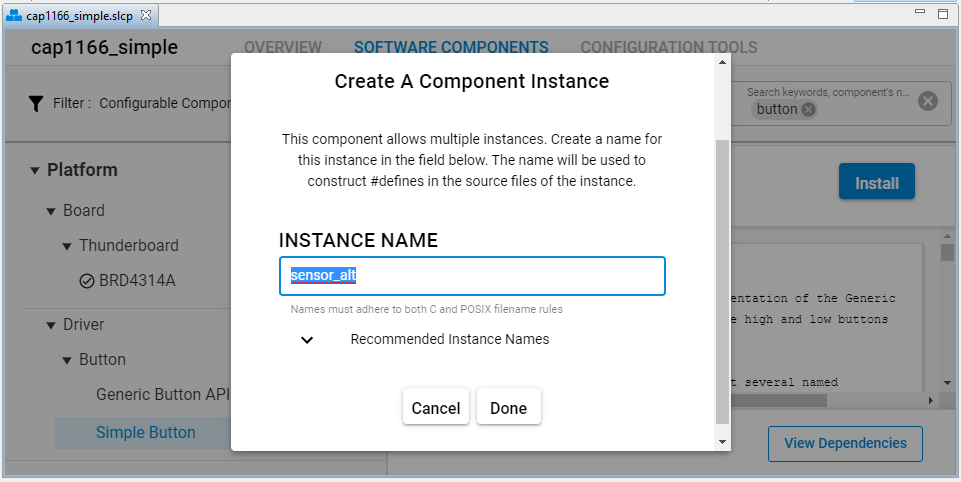 cap1166_simple.slcp
cap1166_simple
OVERVIEW
SOFTWARE COMPONENTS
CONFIGURATION TOOLS
Filter :
Configurable Compor
Search keywords, component's n...
button
Platform
Board
Thunderboard
BRD4314A
Driver
Button
Generic Button API
Simple Button
Create A Component Instance
This component allows multiple instances. Create a name for
this instance in the field below. The name will be used to
construct #defines in the source files of the instance.
INSTANCE NAME
sensor_alt
Names must adhere to both C and POSIX filename rules
Recommended Instance Names
Cancel
Done
Install
entation of the Generic
e high and low buttons
t several named
View Dependencies